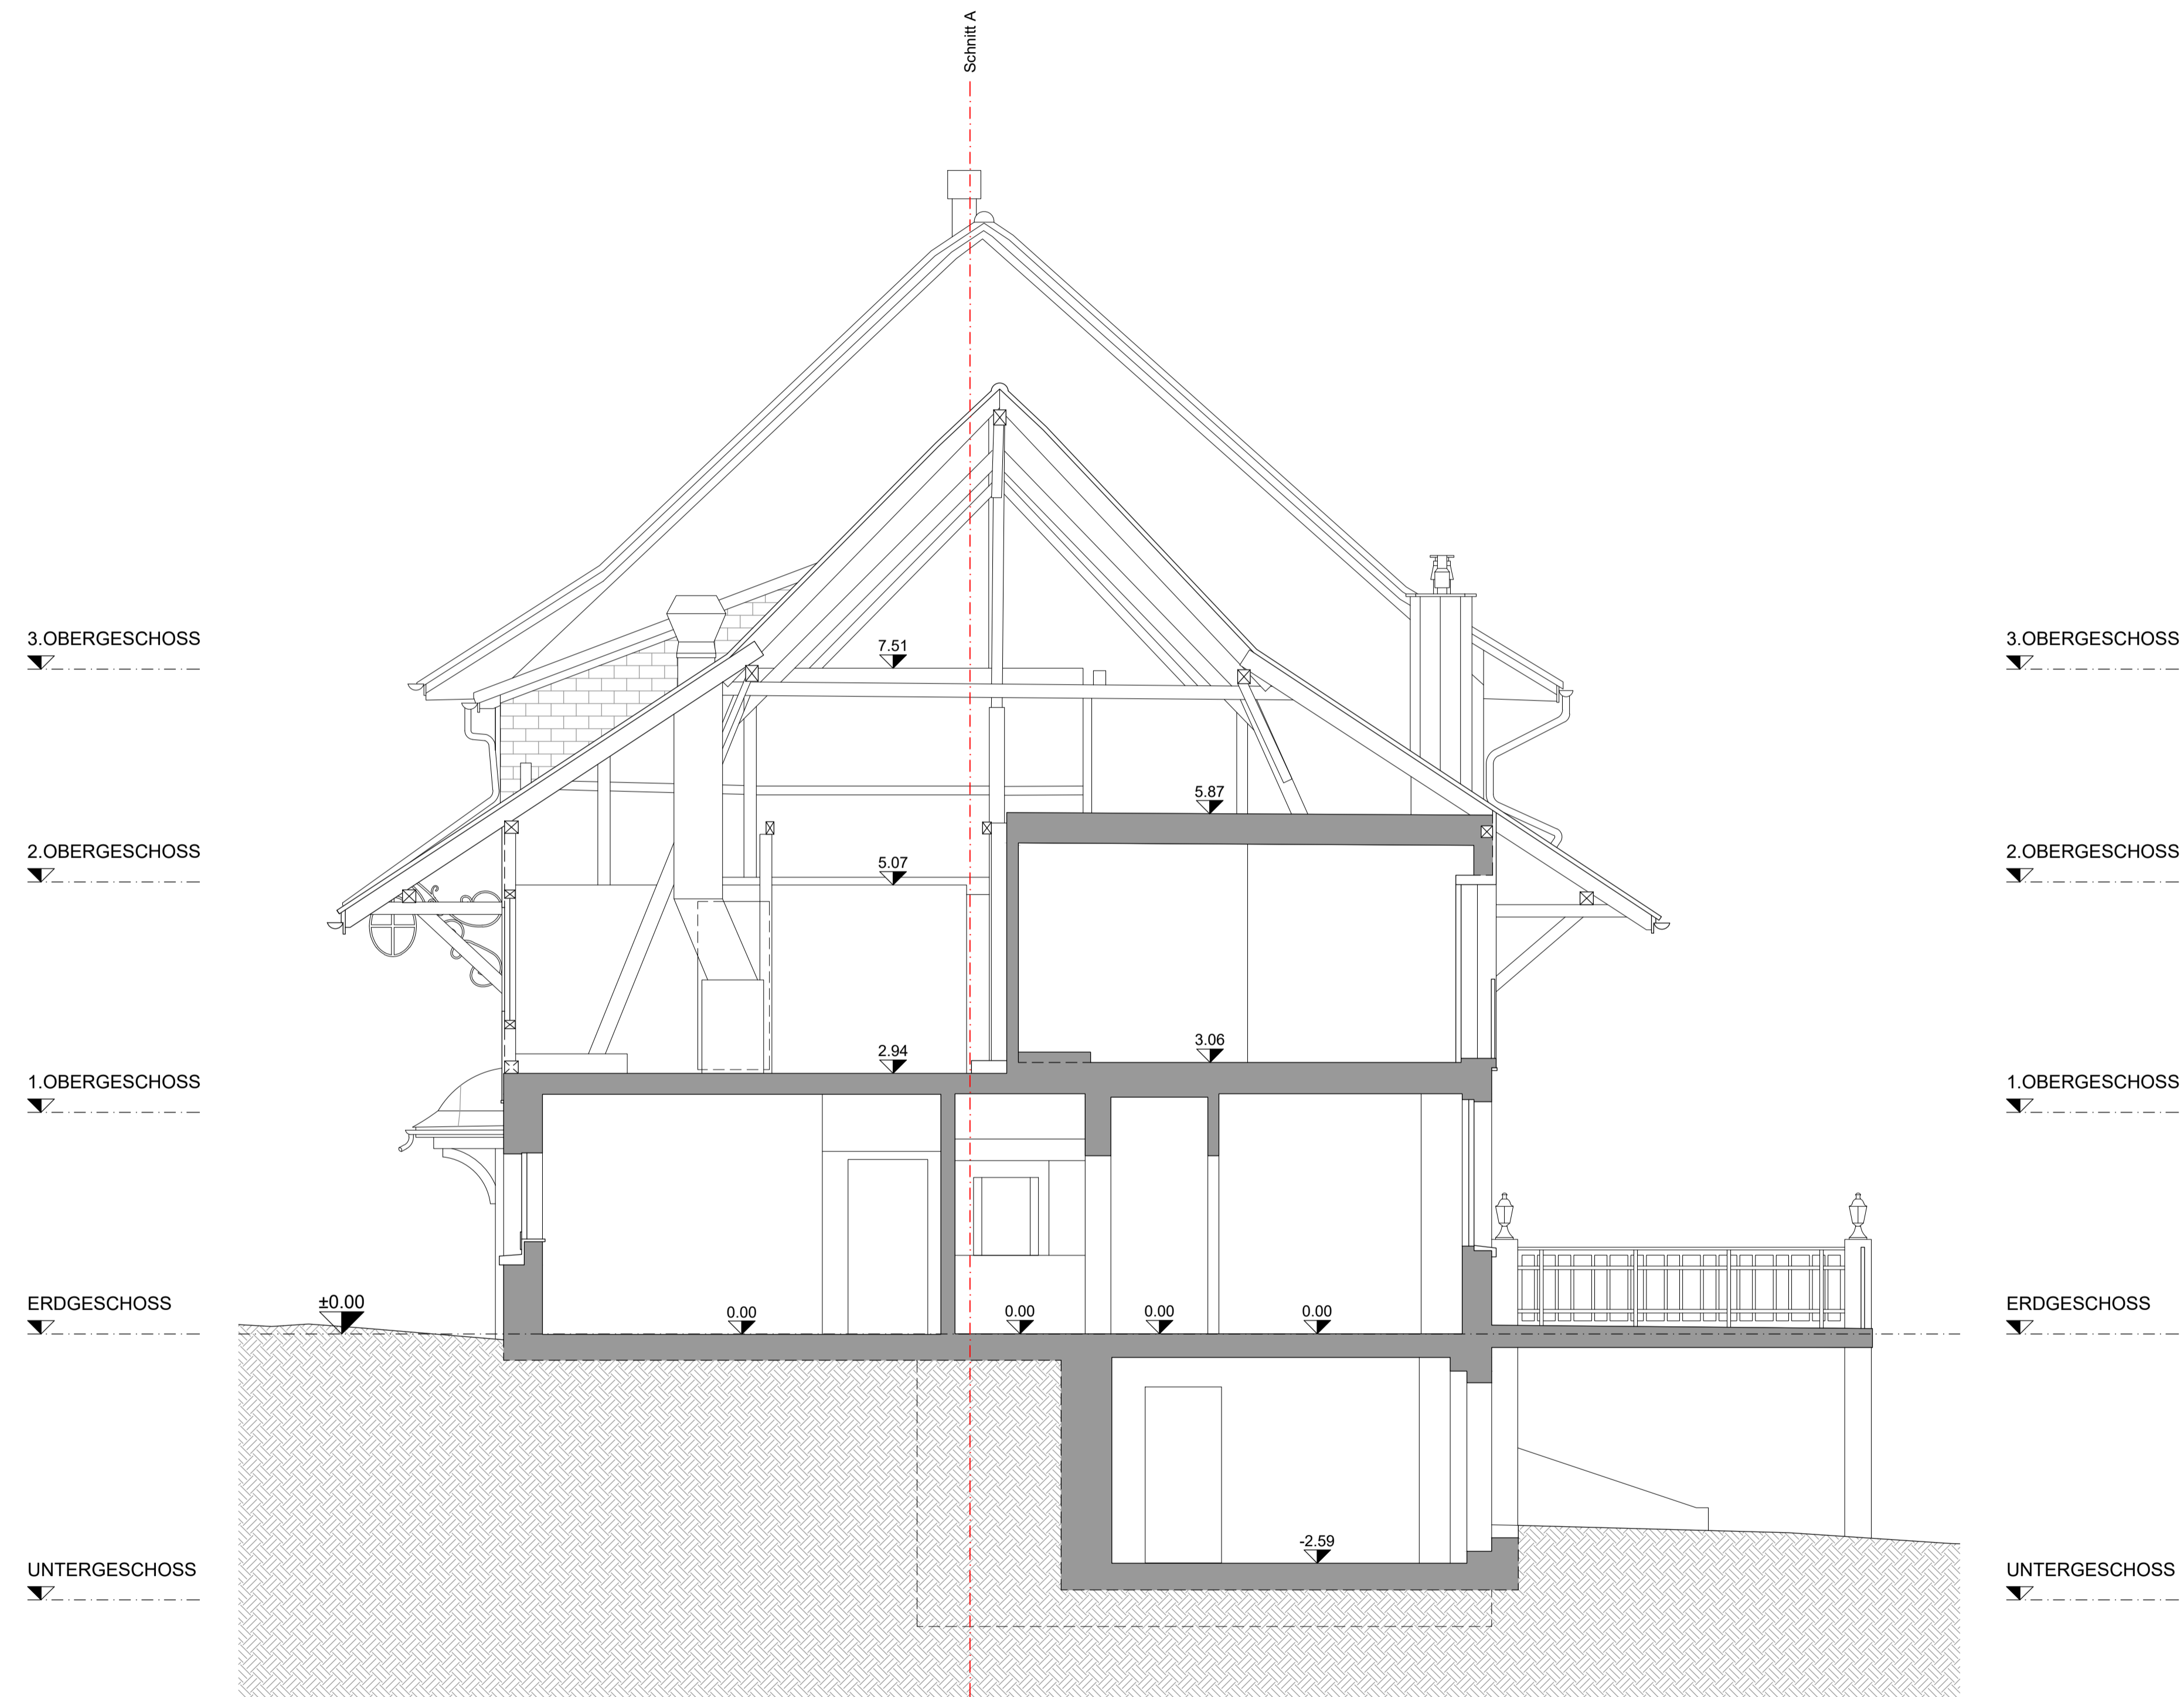 Schnitt A
3.OBERGESCHOSS
7.51
3.OBERGESCHOSS
5.87
2.OBERGESCHOSS
5.07
2.OBERGESCHOSS
1.OBERGESCHOSS
2.94
3.06
1.OBERGESCHOSS
ERDGESCHOSS
±0.00
0.00
0.00
0.00
0.00
ERDGESCHOSS
UNTERGESCHOSS
-2.59
UNTERGESCHOSS